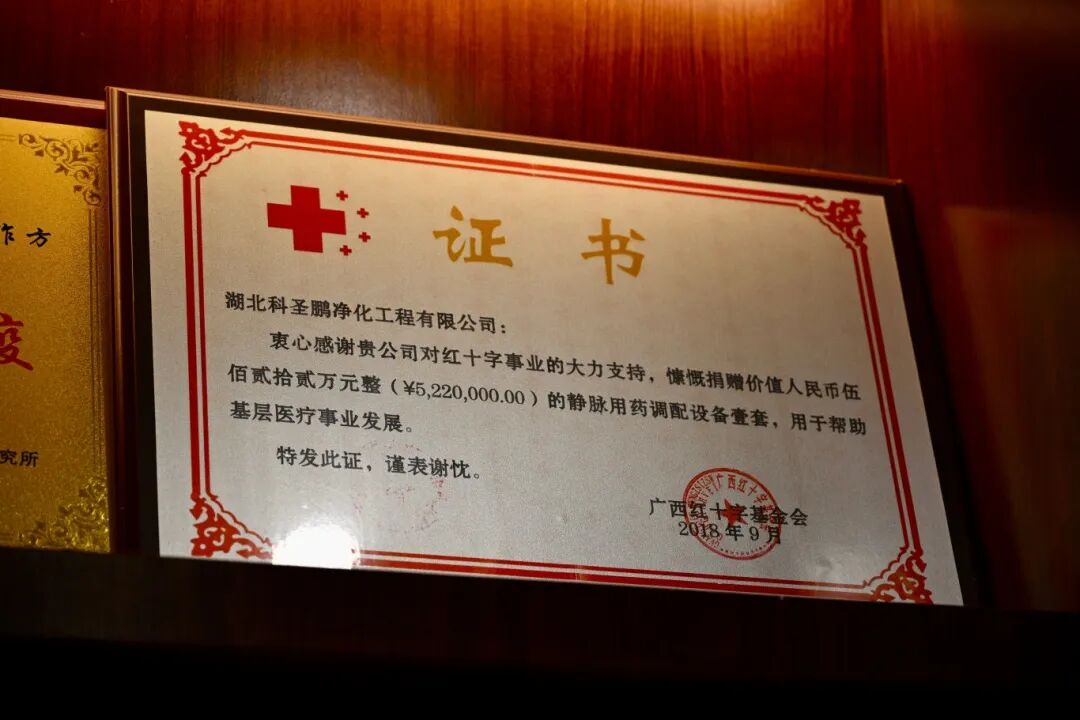 作方
究所
证书
湖北科圣鹏净化工程有限公司：
衷心感谢贵公司对红十字事业的大力支持，慷慨捐赠价值人民币伍
佰贰拾贰万元整（¥5,220,000.00）的静脉用药调配设备壹套，用于帮助
基层医疗事业发展。
特发此证，谨表谢忱。
广西红十字基金会
2018年9月